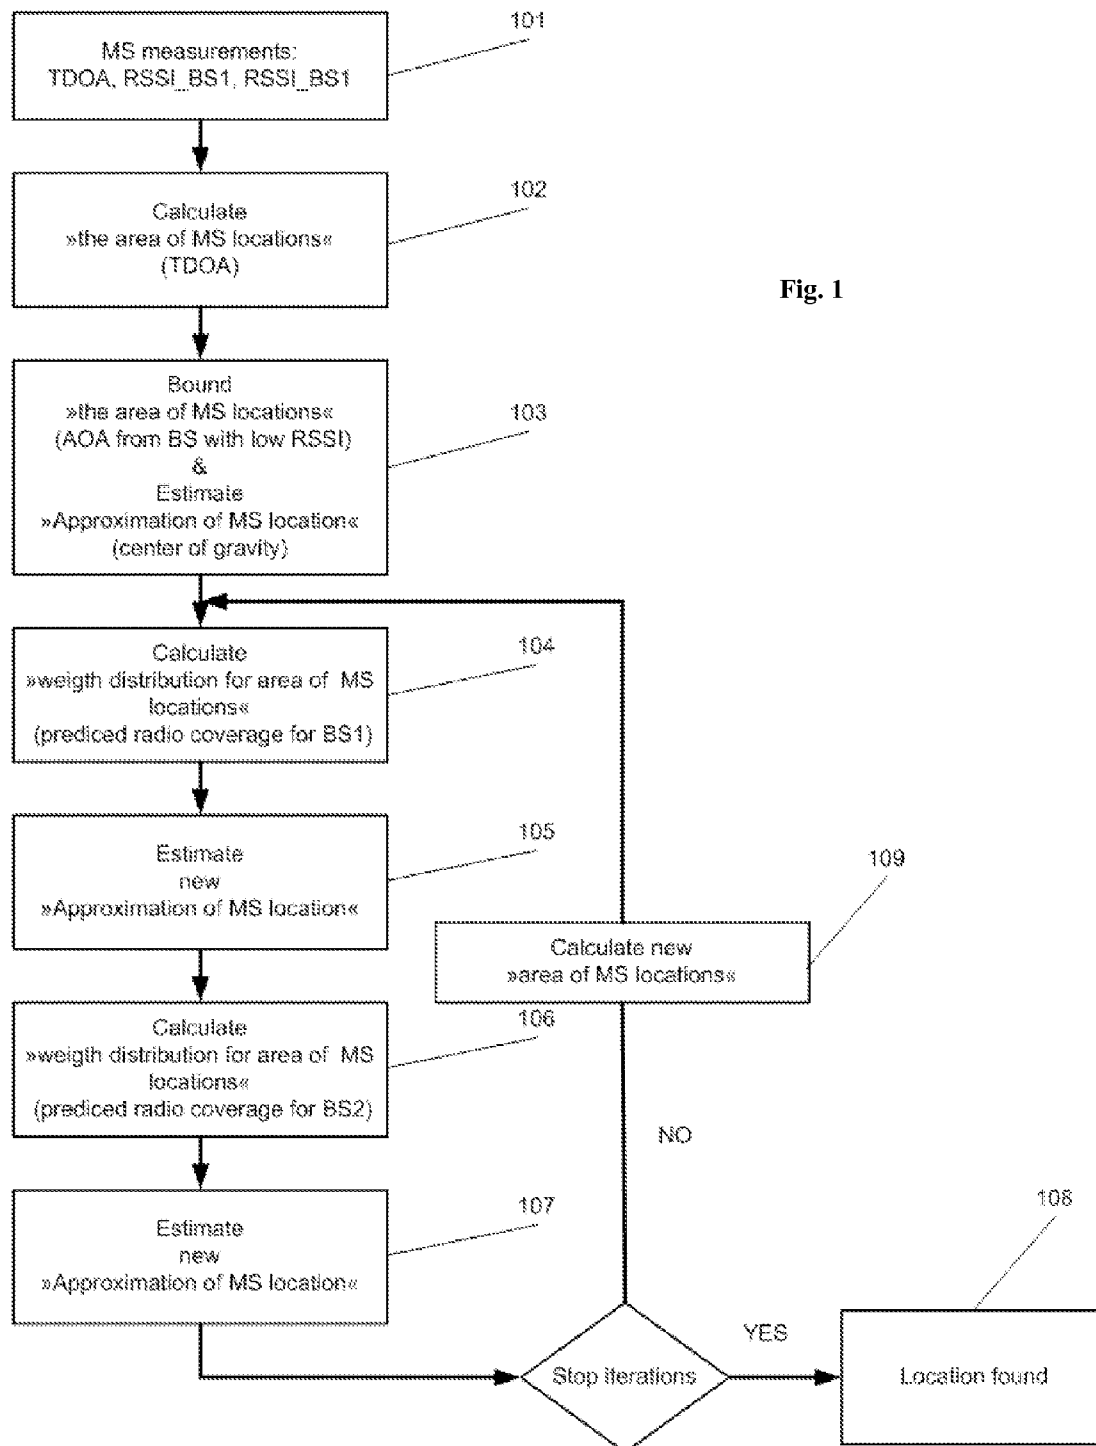 101
MS measurements:
TDOA, RSSI_BS1, RSSI_BS1
102
Calculate
»the area of MS locations«
(TDOA)
Fig. 1
103
Bound
»the area of MS locations«
(AOA from BS with low RSSI)
&
Estimate
»Approximation of MS location«
(center of gravity)
104
Calculate
»weigth distribution for area of MS
locations«
(prediced radio coverage for BS1)
105
Estimate
new
»Approximation of MS location«
109
Calculate new
»area of MS locations«
106
Calculate
»weigth distribution for area of MS
locations«
(prediced radio coverage for BS2)
NO
107
Estimate
new
»Approximation of MS location«
108
YES
Stop iterations
Location found